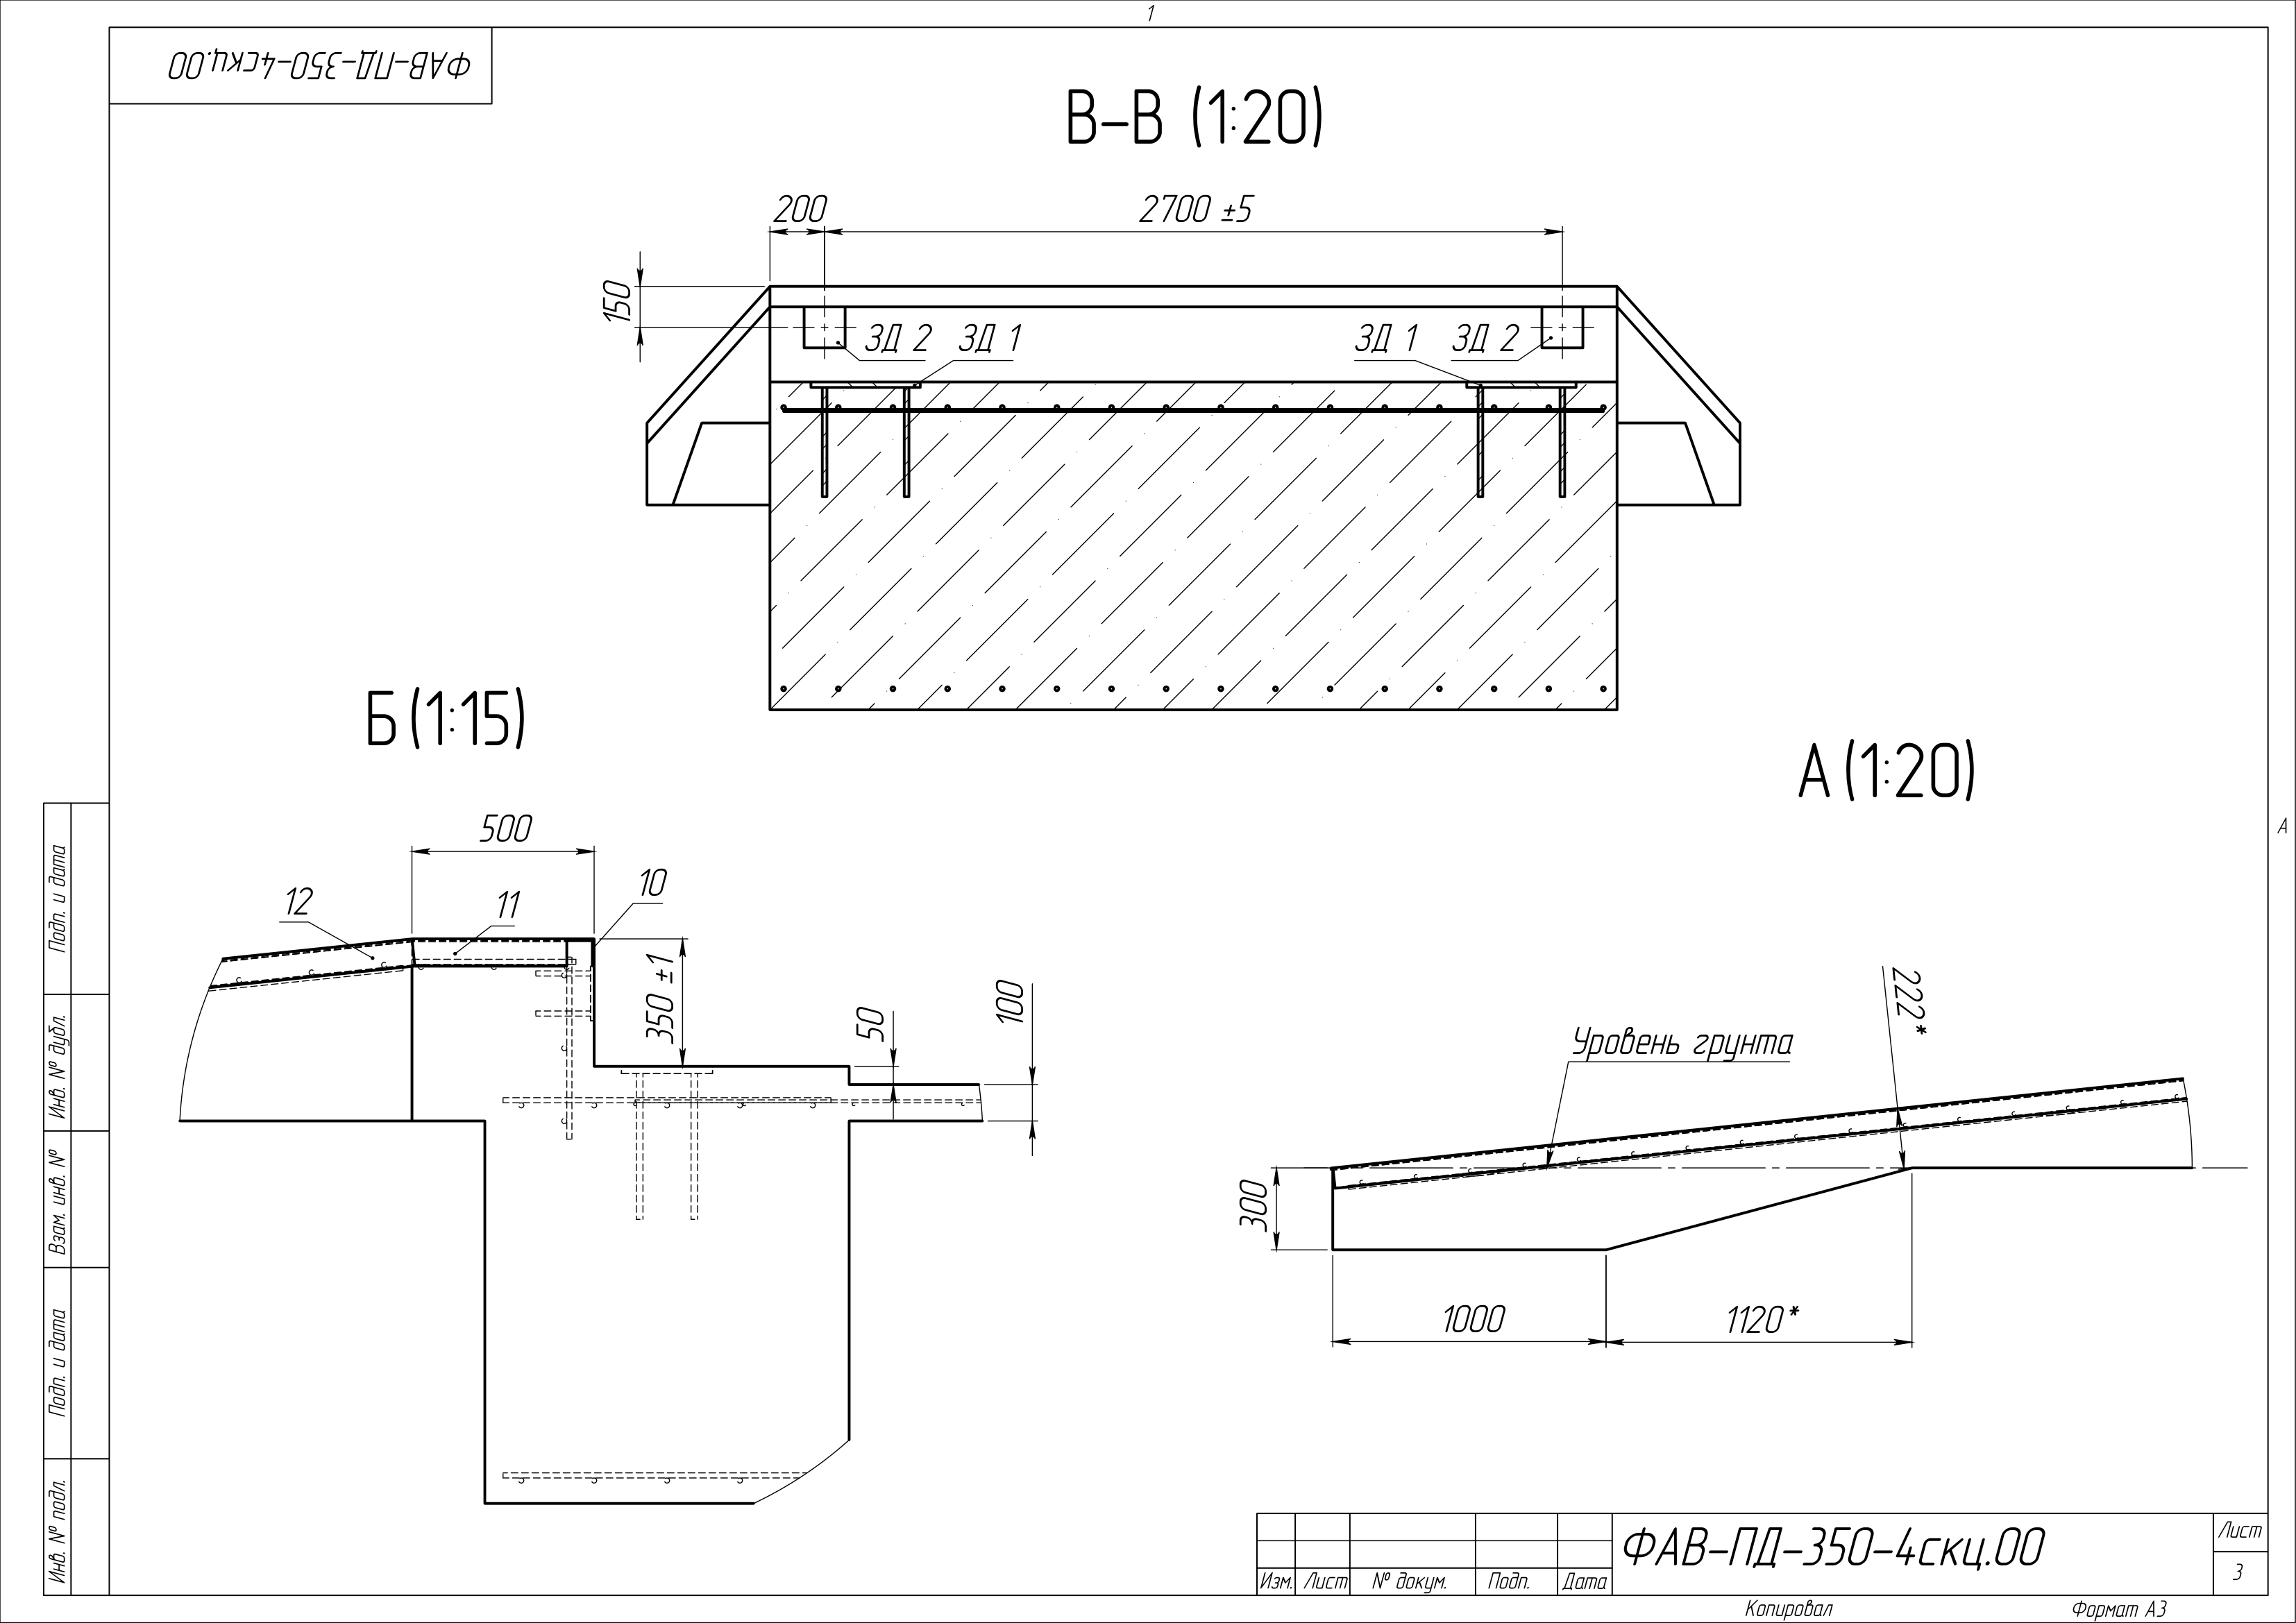 1
ФАВ-ПД-350-4скц.00
В-В (1:20)
200
2700 ±5
150
ЗД 2
ЗД 1
ЗД 1
ЗД 2
Б (1:15)
А (1:20)
500
12
11
10
350 ±1
50
100
А
222*
Уровень грунта
300
1000
1120*
Подп. и дата
Инв. № дубл.
Взам. инв. №
Подп. и дата
Инв. № подл.
ФАВ-ПД-350-4скц.00
Лист
3
Изм. Лист № докум. Подп. Дата
Копировал
Формат А3